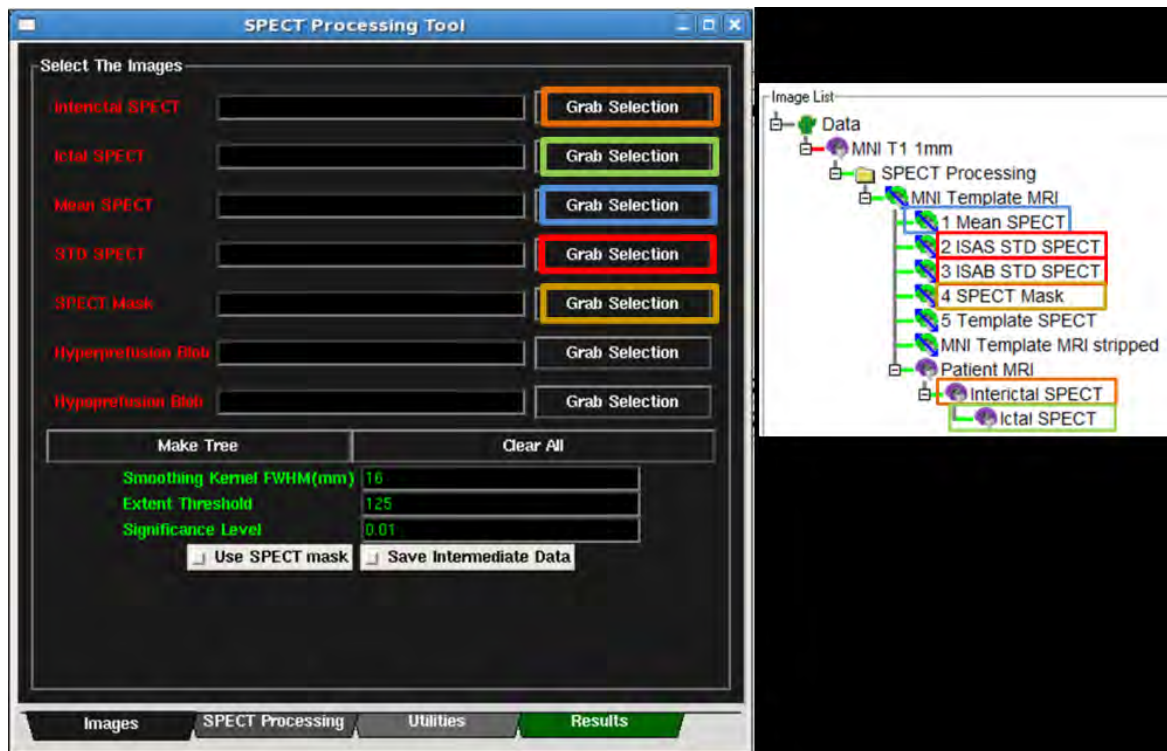 SPECT Processing Tool
Select The Images
Interictal SPECT Grab Selection
Ictal SPECT Grab Selection
Mean SPECT Grab Selection
STD SPECT Grab Selection
SPECT Mask Grab Selection
Hyperprefusion Blob Grab Selection
Hypoprefusion Blob Grab Selection
Make Tree Clear All
Smoothing Kernel FWHM(mm) 16
Extent Threshold 125
Significance Level 0.01
Use SPECT mask Save Intermediate Data
Images SPECT Processing Utilities Results
Image List
Data
MNI T1 1mm
SPECT Processing
MNI Template MRI
1 Mean SPECT
2 ISAS STD SPECT
3 ISAB STD SPECT
4 SPECT Mask
5 Template SPECT
MNI Template MRI stripped
Patient MRI
Interictal SPECT
Ictal SPECT